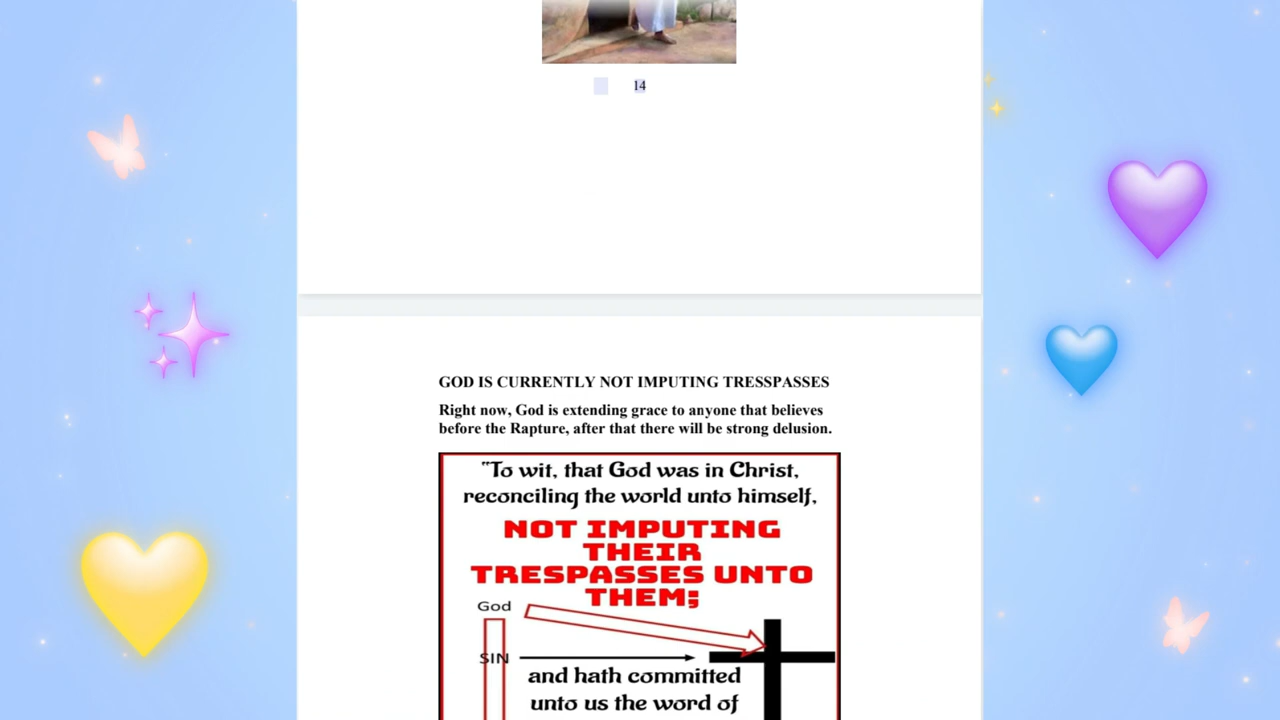 14
GOD IS CURRENTLY NOT IMPUTING TRESSPASSES
Right now, God is extending grace to anyone that believes
before the Rapture, after that there will be strong delusion.
"To wit, that God was in Christ,
reconciling the world unto himself,
NOT IMPUTING
THEIR
TRESPASSES UNTO
THEM;
God
SIN
and hath committed
unto us the word of